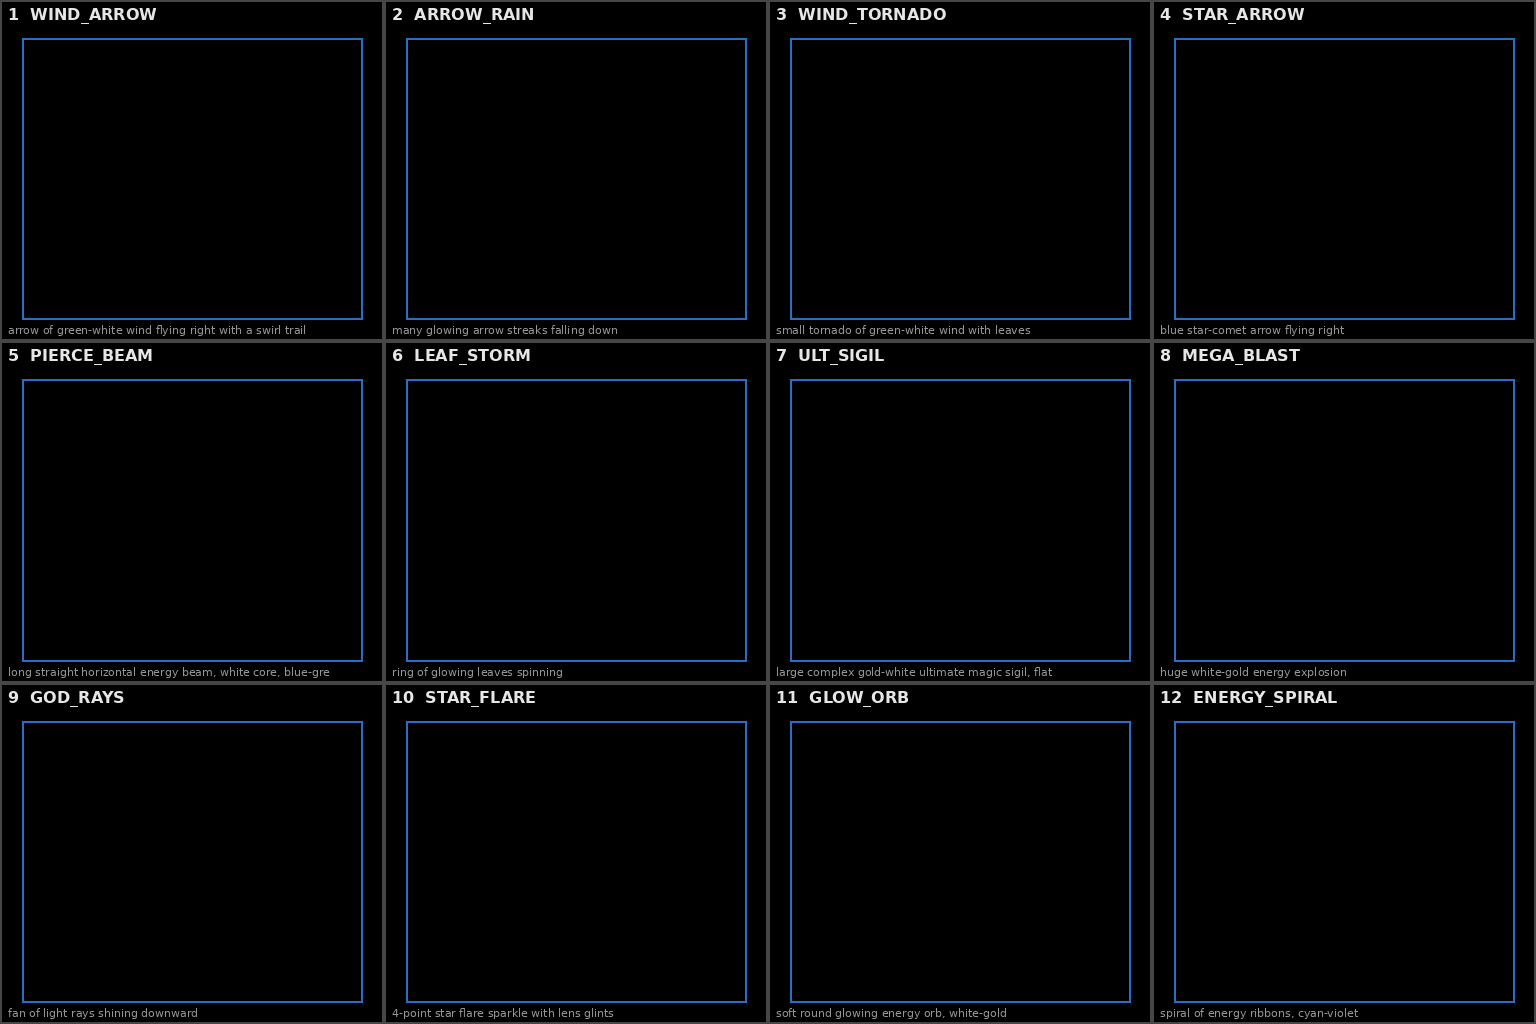 1 WIND_ARROW
arrow of green-white wind flying right with a swirl trail
2 ARROW_RAIN
many glowing arrow streaks falling down
3 WIND_TORNADO
small tornado of green-white wind with leaves
4 STAR_ARROW
blue star-comet arrow flying right
5 PIERCE_BEAM
long straight horizontal energy beam, white core, blue-gre
6 LEAF_STORM
ring of glowing leaves spinning
7 ULT_SIGIL
large complex gold-white ultimate magic sigil, flat
8 MEGA_BLAST
huge white-gold energy explosion
9 GOD_RAYS
fan of light rays shining downward
10 STAR_FLARE
4-point star flare sparkle with lens glints
11 GLOW_ORB
soft round glowing energy orb, white-gold
12 ENERGY_SPIRAL
spiral of energy ribbons, cyan-violet